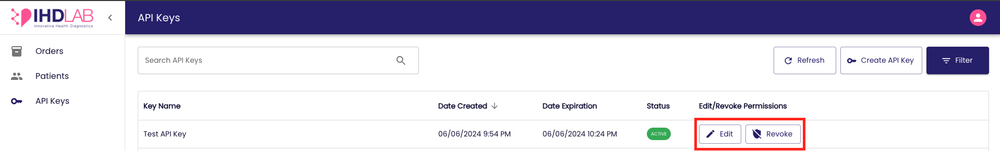 IHDLAB
Innovative Health Diagnostics
API Keys
Orders
Patients
API Keys
Search API Keys
Refresh
Create API Key
Filter
Key Name Date Created Date Expiration Status Edit/Revoke Permissions
Test API Key 06/06/2024 9:54 PM 06/06/2024 10:24 PM ACTIVE Edit Revoke